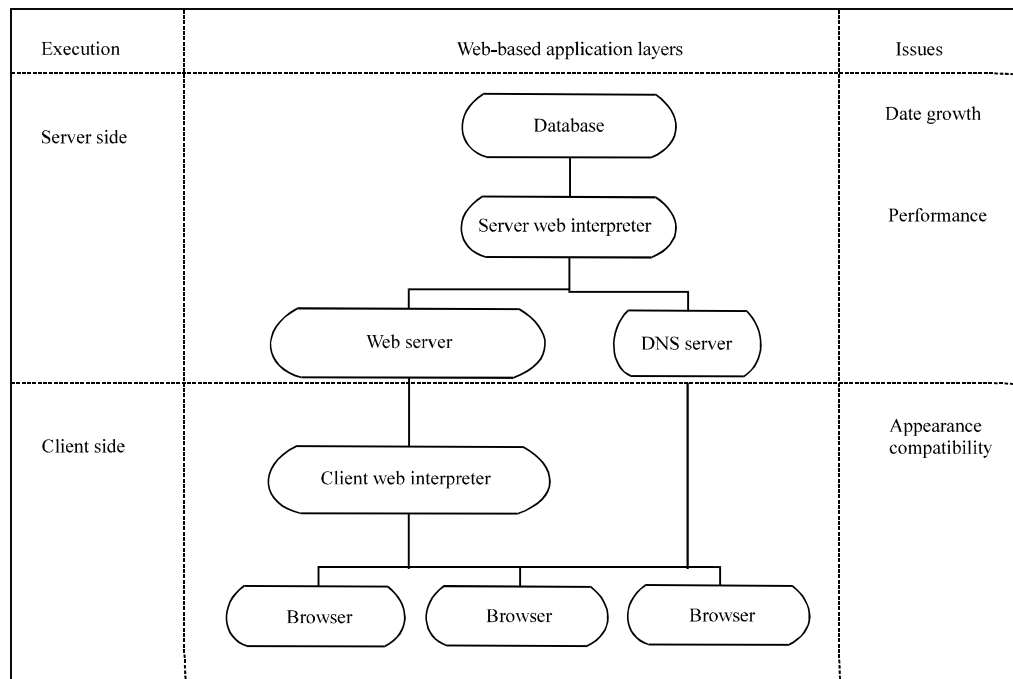 Execution
Web-based application layers
Issues
Server side
Database
Date growth
Server web interpreter
Performance
Web server
DNS server
Client side
Client web interpreter
Appearance
compatibility
Browser
Browser
Browser